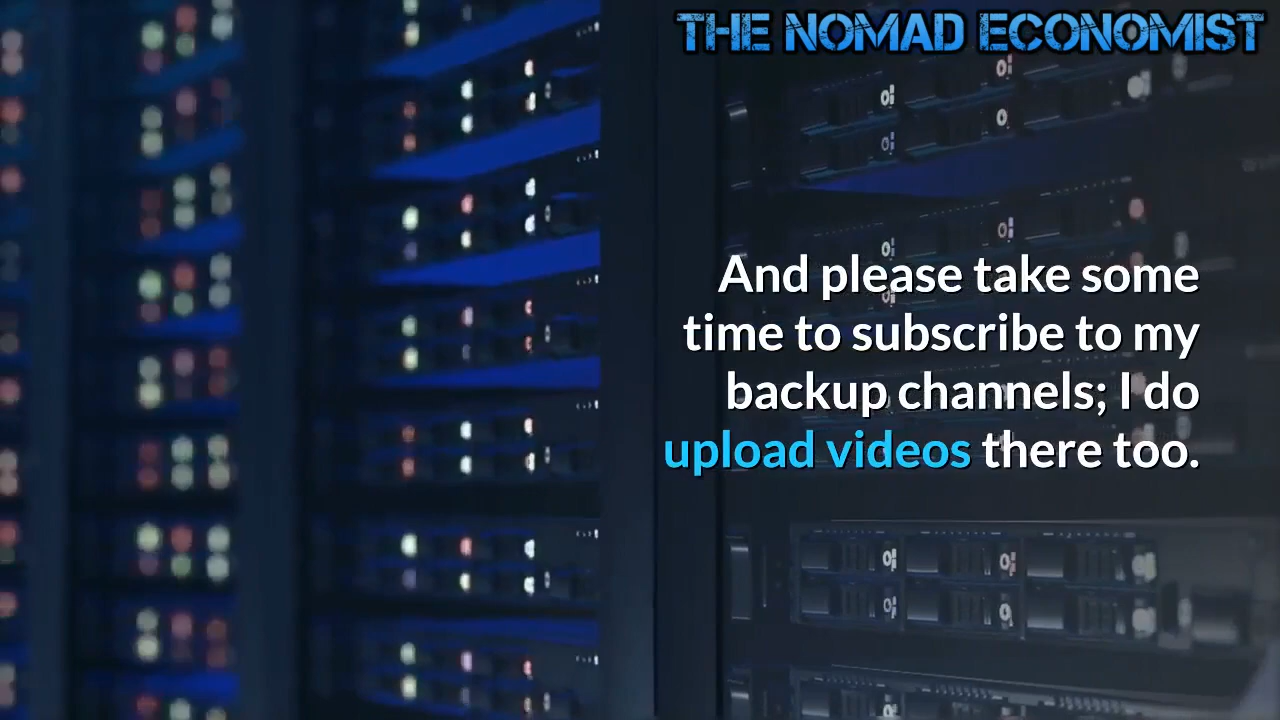 THE NOMAD ECONOMIST
And please take some
time to subscribe to my
backup channels; I do
upload videos there too.